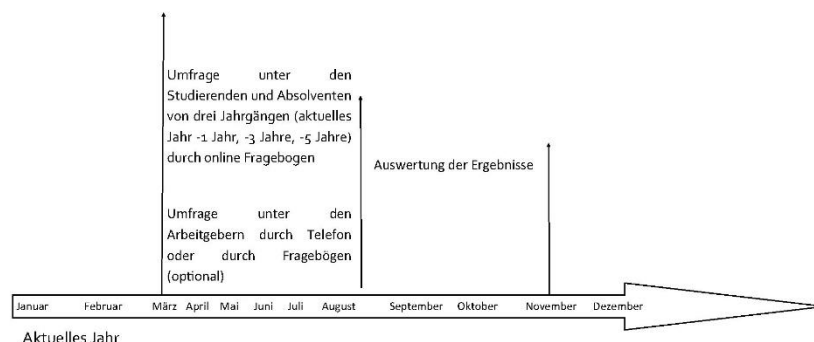 Umfrage unter den
Studierenden und Absolventen
von drei Jahrgängen (aktuelles
Jahr -1 Jahr, -3 Jahre, -5 Jahre)
durch online Fragebogen
Auswertung der Ergebnisse
Umfrage unter den
Arbeitgebern durch Telefon
oder durch Fragebögen
(optional)
Januar Februar März April Mai Juni Juli August September Oktober November Dezember
Aktuelles Jahr